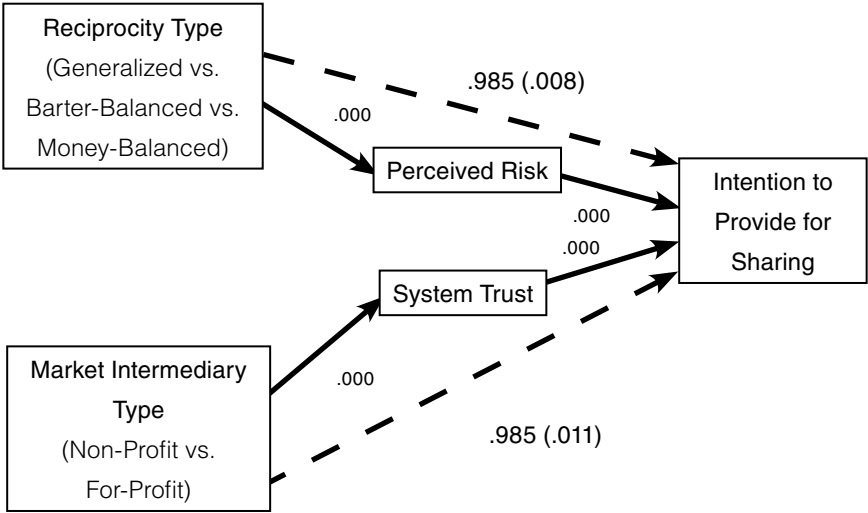 Reciprocity Type
(Generalized vs.
Barter-Balanced vs.
Money-Balanced)
.985 (.008)
.000
Perceived Risk
Intention to
Provide for
Sharing
.000
.000
System Trust
Market Intermediary
Type
(Non-Profit vs.
For-Profit)
.000
.985 (.011)